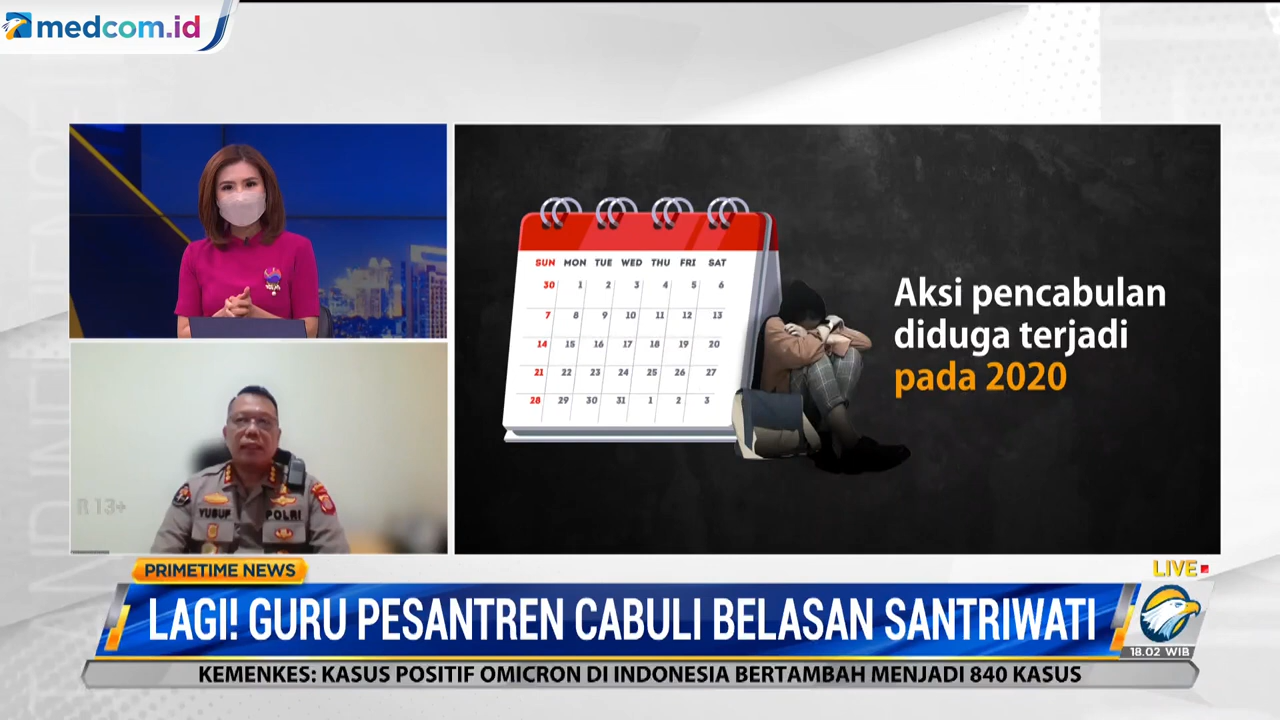 medcom.id
SUN MON TUE WED THU FRI SAT
30 1 2 3 4 5 6
7 8 9 10 11 12 13
14 15 16 17 18 19 20
21 22 23 24 25 26 27
28 29 30 31 1 2 3
Aksi pencabulan
diduga terjadi
pada 2020
R 13+
YUSUF POLRI
PRIMETIME NEWS
LIVE
LAGI! GURU PESANTREN CABULI BELASAN SANTRIWATI
18.02 WIB
KEMENKES: KASUS POSITIF OMICRON DI INDONESIA BERTAMBAH MENJADI 840 KASUS